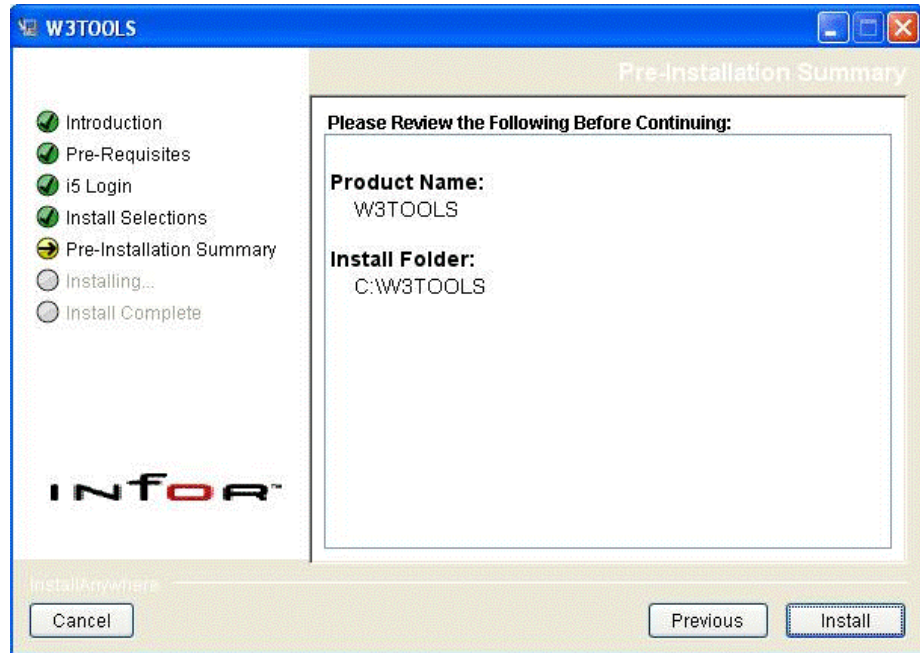 W3TOOLS
Pre-Installation Summary
Introduction
Pre-Requisites
i5 Login
Install Selections
Pre-Installation Summary
Installing...
Install Complete
Please Review the Following Before Continuing:
Product Name:
W3TOOLS
Install Folder:
C:\W3TOOLS
INFOR™
InstallAnywhere
Cancel
Previous
Install